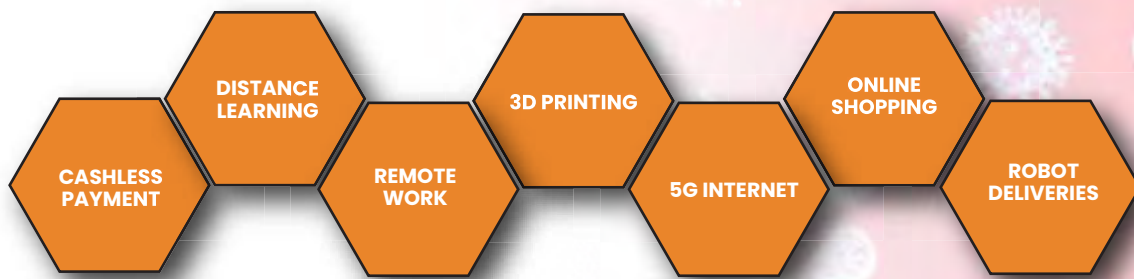 CASHLESS
PAYMENT
DISTANCE
LEARNING
REMOTE
WORK
3D PRINTING
5G INTERNET
ONLINE
SHOPPING
ROBOT
DELIVERIES